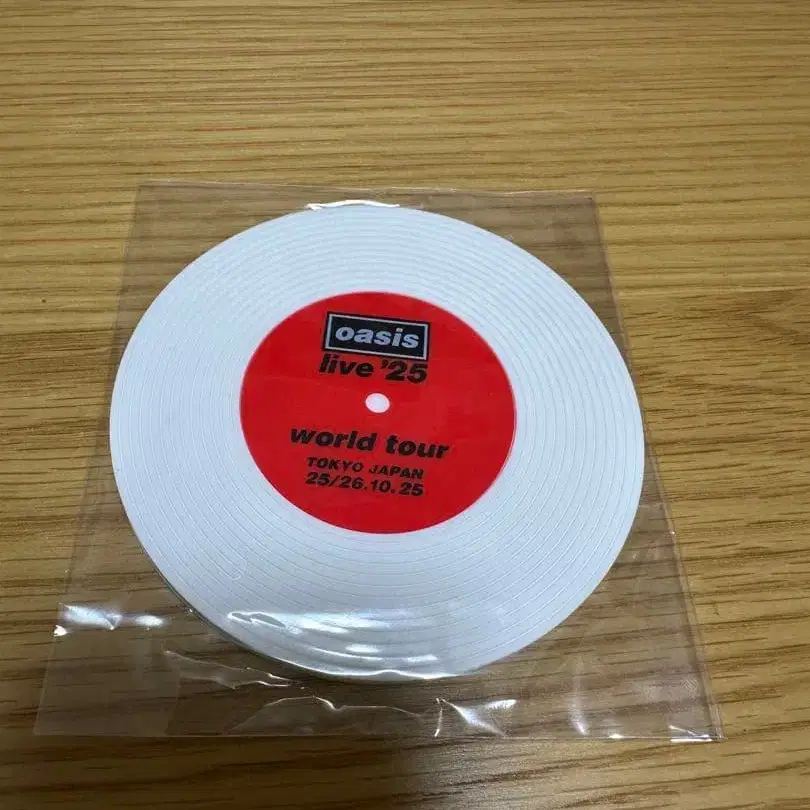 oasis
live '25
world tour
TOKYO JAPAN
25/26.10.25